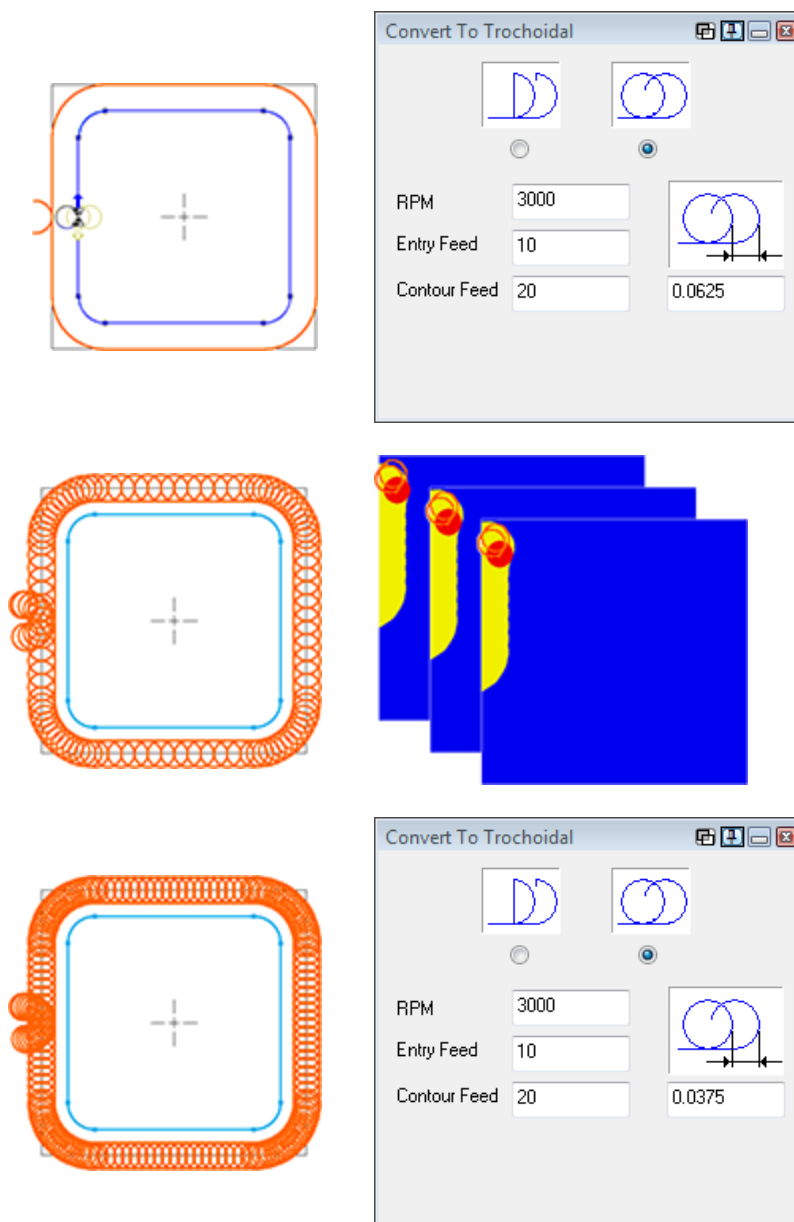 Convert To Trochoidal
RPM 3000
Entry Feed 10
Contour Feed 20 0.0625
Convert To Trochoidal
RPM 3000
Entry Feed 10
Contour Feed 20 0.0375